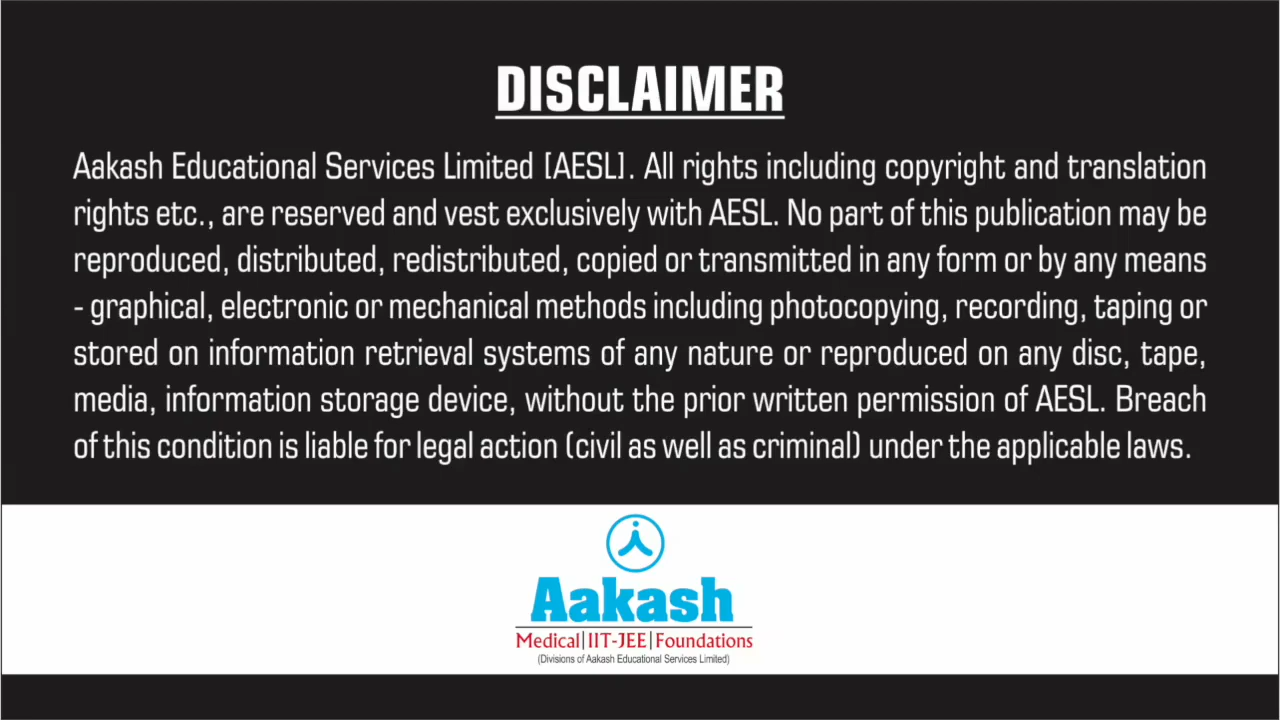 DISCLAIMER
Aakash Educational Services Limited [AESL]. All rights including copyright and translation
rights etc., are reserved and vest exclusively with AESL. No part of this publication may be
reproduced, distributed, redistributed, copied or transmitted in any form or by any means
- graphical, electronic or mechanical methods including photocopying, recording, taping or
stored on information retrieval systems of any nature or reproduced on any disc, tape,
media, information storage device, without the prior written permission of AESL. Breach
of this condition is liable for legal action (civil as well as criminal) under the applicable laws.
Aakash
Medical|IIT-JEE|Foundations
(Divisions of Aakash Educational Services Limited)